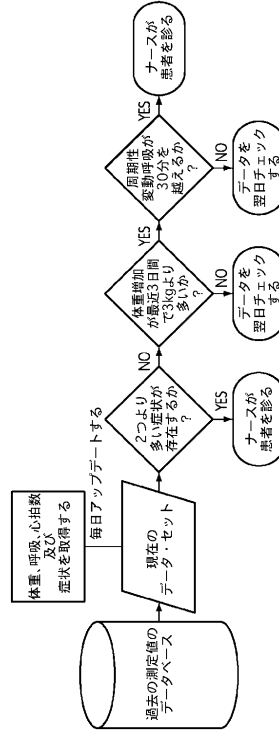 体重、呼吸、心拍数
及び
症状を取得する
毎日アップデートする
過去の測定値の
データベース
現在の
データ・セット
2つより
多い症状が
存在するか
?
YES
ナースが
患者を診る
NO
体重増加
が最近3日間
で3kgより
多いか
?
NO
データを
翌日チェック
する
YES
周期性
変動呼吸が
30分を
越えるか
?
NO
データを
翌日チェック
する
YES
ナースが
患者を診る